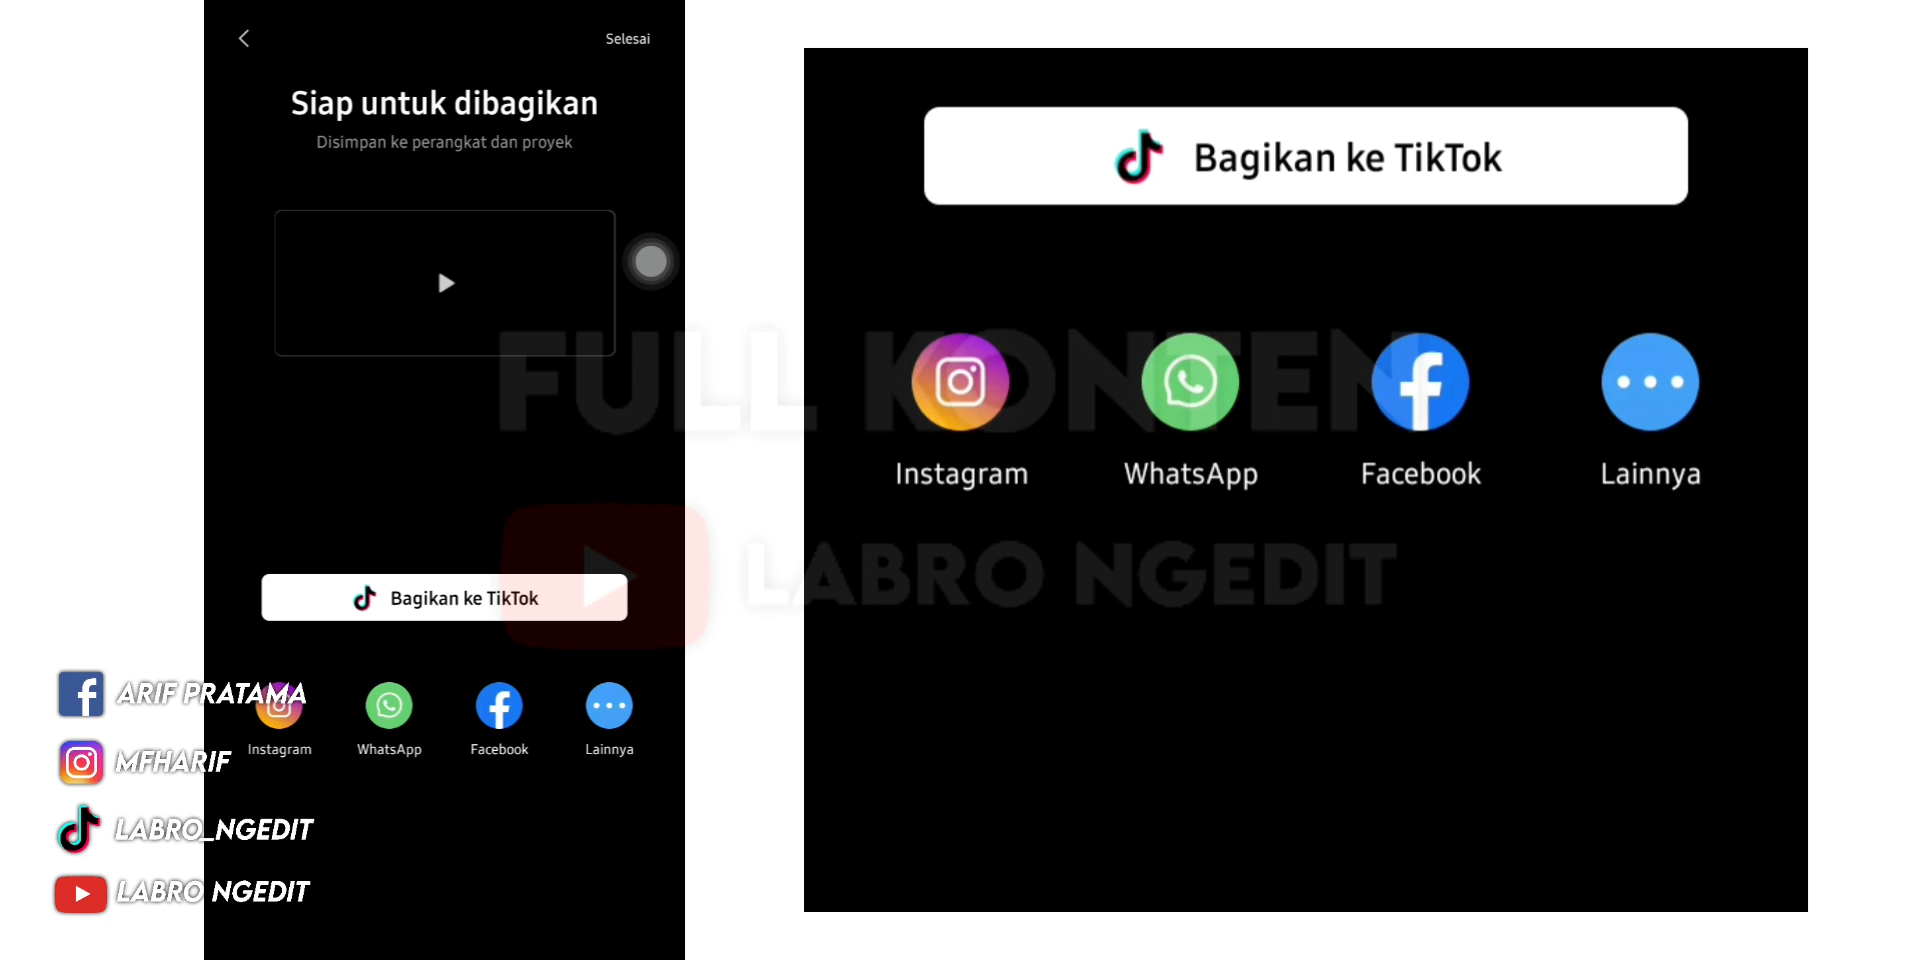 Selesai
Siap untuk dibagikan
Disimpan ke perangkat dan proyek
Bagikan ke TikTok
Instagram
WhatsApp
Facebook
Lainnya
ARIF PRATAMA
MFHARIF
LABRO_NGEDIT
LABRO NGEDIT
Bagikan ke TikTok
Instagram
WhatsApp
Facebook
Lainnya
FULL KONTEN
LABRO NGEDIT